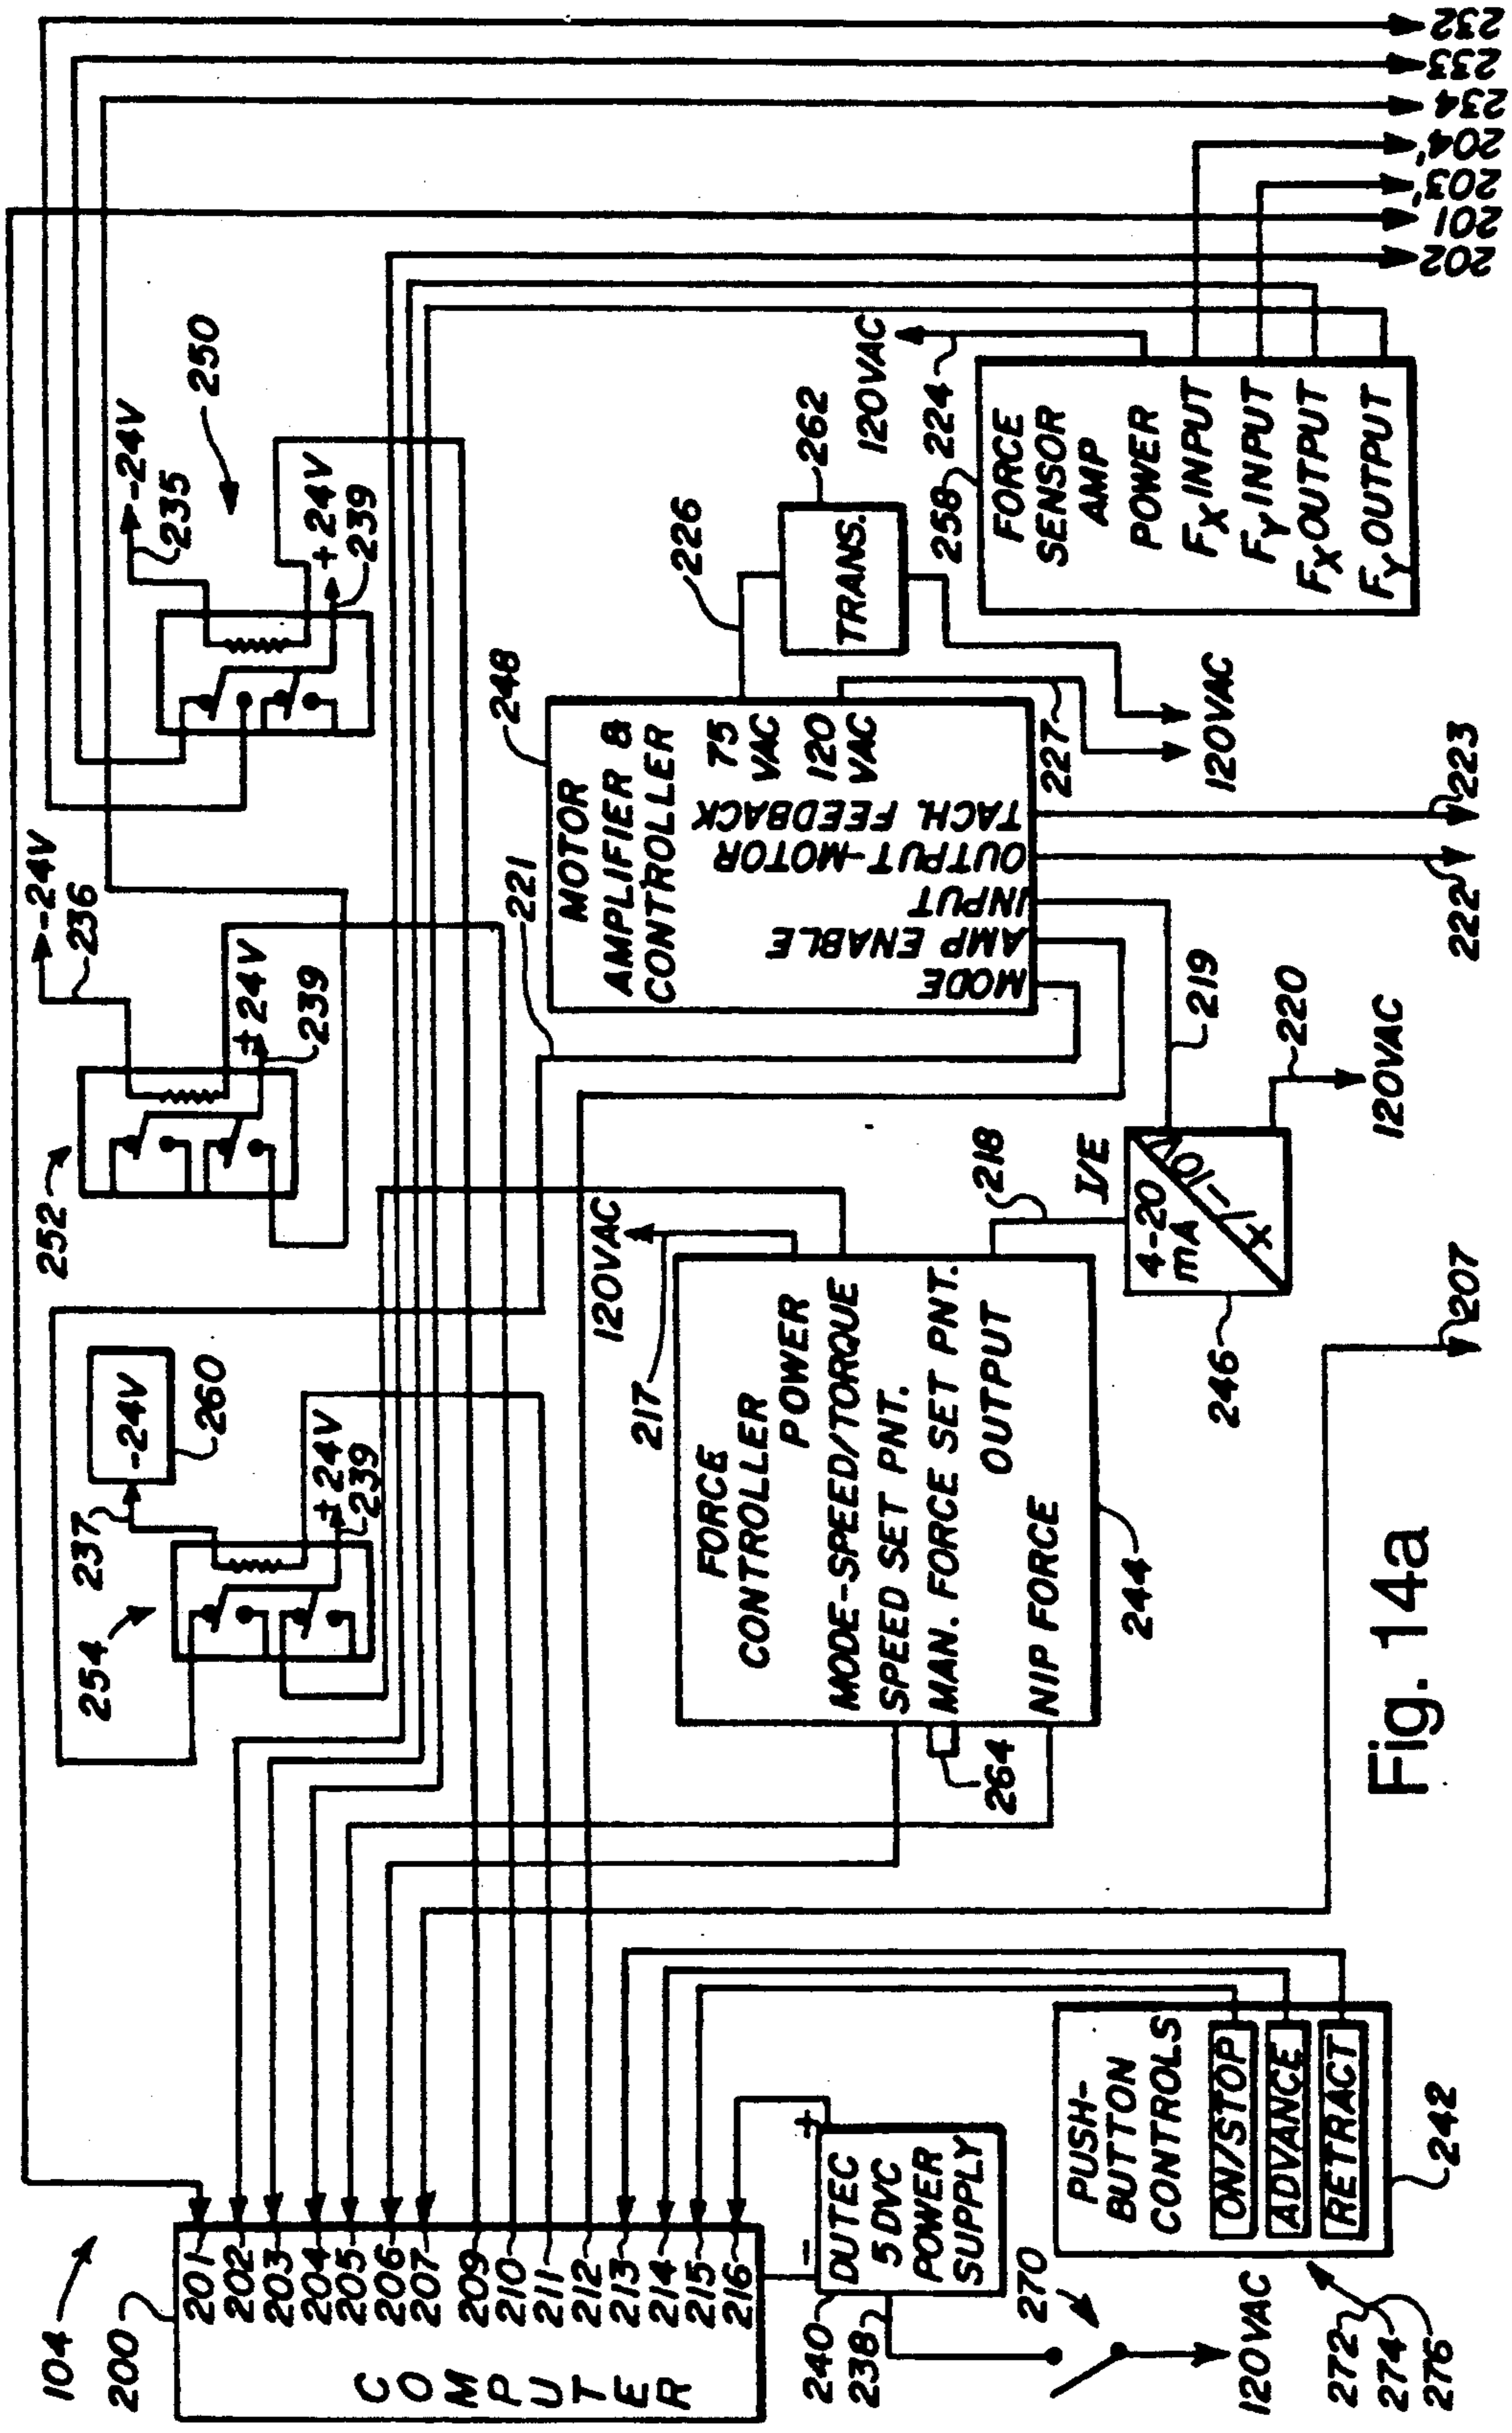 104
200
COMPUTER
201
202
203
204
205
206
207
209
210
211
212
213
214
215
216
254
237
-24V
260
± 24V
239
252
-24V
236
± 24V
239
-24V
235
250
+ 24V
239
240
238
- +
DUTEC
5 DVC
POWER
SUPPLY
270
120VAC
PUSH-
BUTTON
CONTROLS
ON/STOP
ADVANCE
RETRACT
242
272
274
276
217
120VAC
FORCE
CONTROLLER
POWER
MODE-SPEED/TORQUE
SPEED SET PNT.
MAN. FORCE SET PNT.
OUTPUT
NIP FORCE
264
244
218
I/E
4-20
mA
246
219
220
120VAC
207
221
248
MOTOR
AMPLIFIER &
CONTROLLER
75
VAC
120
VAC
MODE
AMP ENABLE
INPUT
OUTPUT-MOTOR
TACH. FEEDBACK
222
223
226
227
120VAC
TRANS.
262
258
224
120VAC
FORCE
SENSOR
AMP
POWER
FX INPUT
FY INPUT
FX OUTPUT
FY OUTPUT
232
233
234
204'
203'
201
202
Fig. 14a